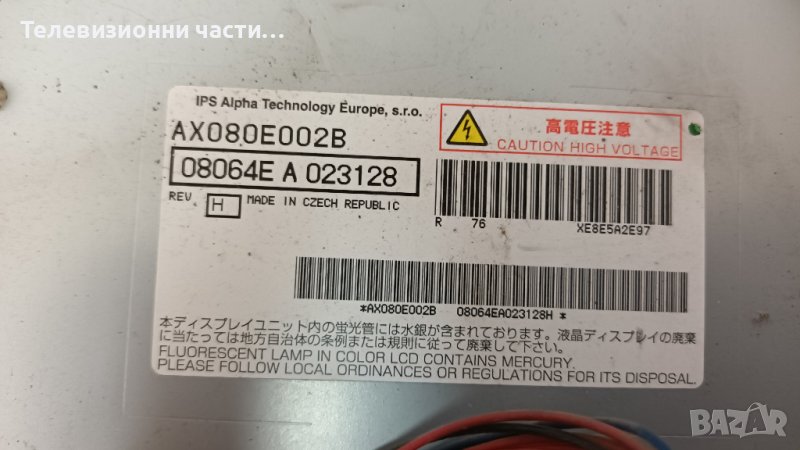 Телевизионни части...
IPS Alpha Technology Europe, s.r.o.
AX080E002B
高電圧注意
CAUTION HIGH VOLTAGE
08064E A 023128
REV H MADE IN CZECH REPUBLIC
R 76 XE8E5A2E97
*AX080E002B 08064EA023128H *
本ディスプレイユニット内の蛍光管には水銀が含まれております。液晶ディスプレイの廃棄
に当たっては地方自治体の条例または規則に従って廃棄して下さい。
FLUORESCENT LAMP IN COLOR LCD CONTAINS MERCURY.
PLEASE FOLLOW LOCAL ORDINANCES OR REGULATIONS FOR ITS DISPOSAL.
BAZAR